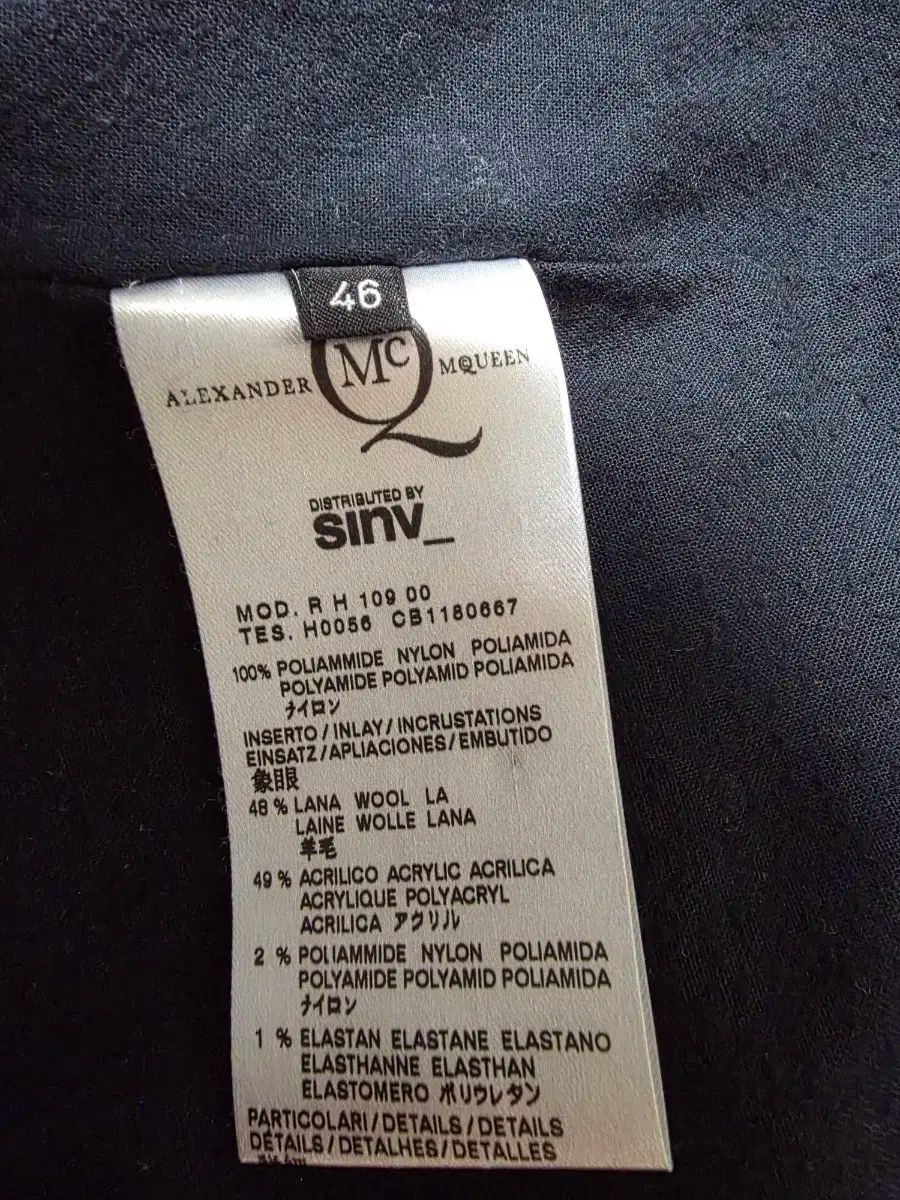 46
ALEXANDER McQ MCQUEEN
DISTRIBUTED BY
sinv_
MOD. R H 109 00
TES. H0056 CB1180667
100% POLIAMMIDE NYLON POLIAMIDA
POLYAMIDE POLYAMID POLIAMIDA
ナイロン
INSERTO/INLAY/INCRUSTATIONS
EINSATZ/APLIACIONES/EMBUTIDO
象眼
48 % LANA WOOL LA
LAINE WOLLE LANA
羊毛
49 % ACRILICO ACRYLIC ACRILICA
ACRYLIQUE POLYACRYL
ACRILICA アクリル
2 % POLIAMMIDE NYLON POLIAMIDA
POLYAMIDE POLYAMID POLIAMIDA
ナイロン
1 % ELASTAN ELASTANE ELASTANO
ELASTHANNE ELASTHAN
ELASTOMERO ポリウレタン
PARTICOLARI/DETAILS/DETAILS
DÉTAILS/DETALHES/DETALLES